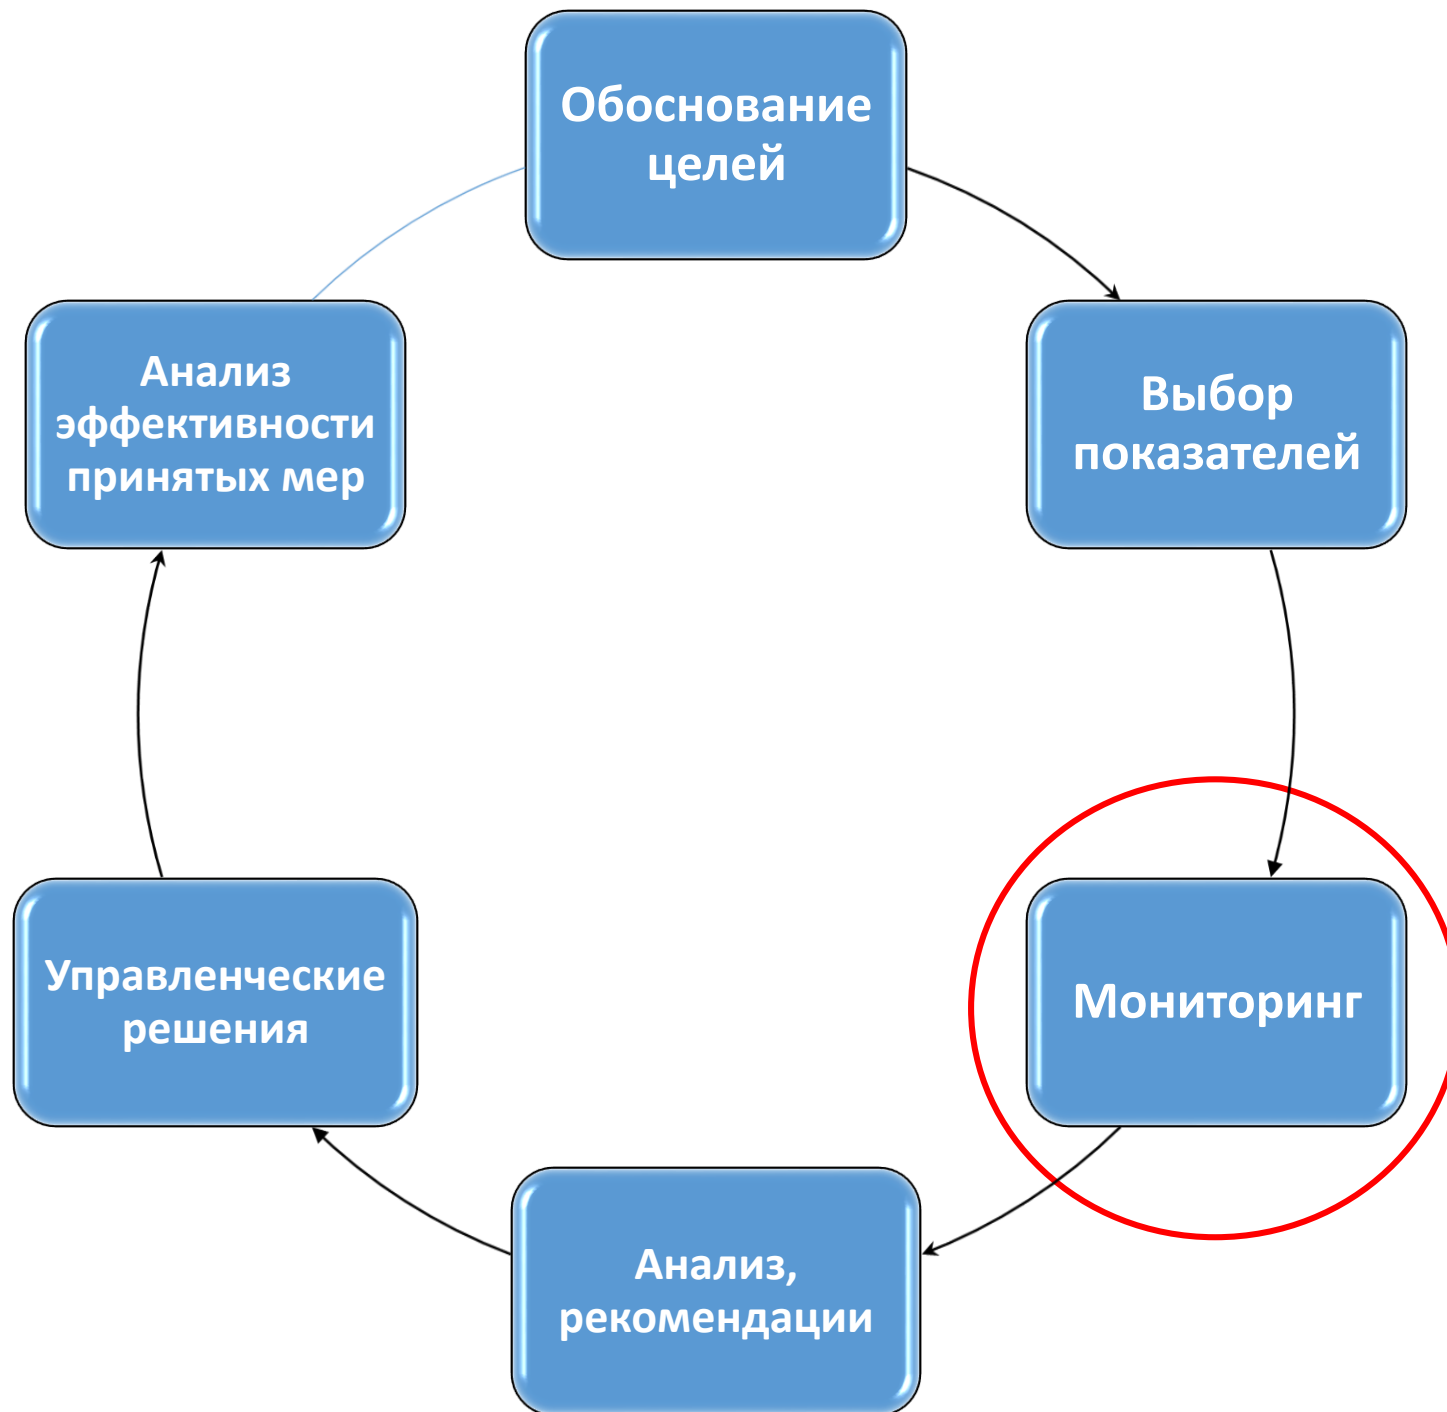 Обоснование
целей
Выбор
показателей
Мониторинг
Анализ,
рекомендации
Управленческие
решения
Анализ
эффективности
принятых мер